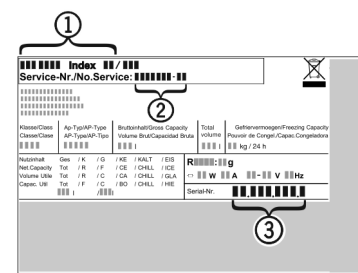 1
Index /
Service-Nr./No.Service: -
2
Klasse/Class Ap-Typ/AP-Type Bruttoinhalt/Gross Capacity Total Gefriervermoegen/Freezing Capacity
Classe/Clase AP-Type/AP-Tipo Volume Brut/Capacidad Bruta volume Pouvoir de Congel./Capac.Congeladora
l l kg / 24 h
Nutzinhalt Ges / K / G / KE / KALT / EIS
Net.Capacity Tot / R / F / CE / CHILL / ICE
Volume Utile Tot / R / C / CA / CHILL / GLA
Capac. Util Tot / F / C / BO / CHILL / HIE
l / l
R : g
W A - V Hz
Serial-Nr. . . .
3